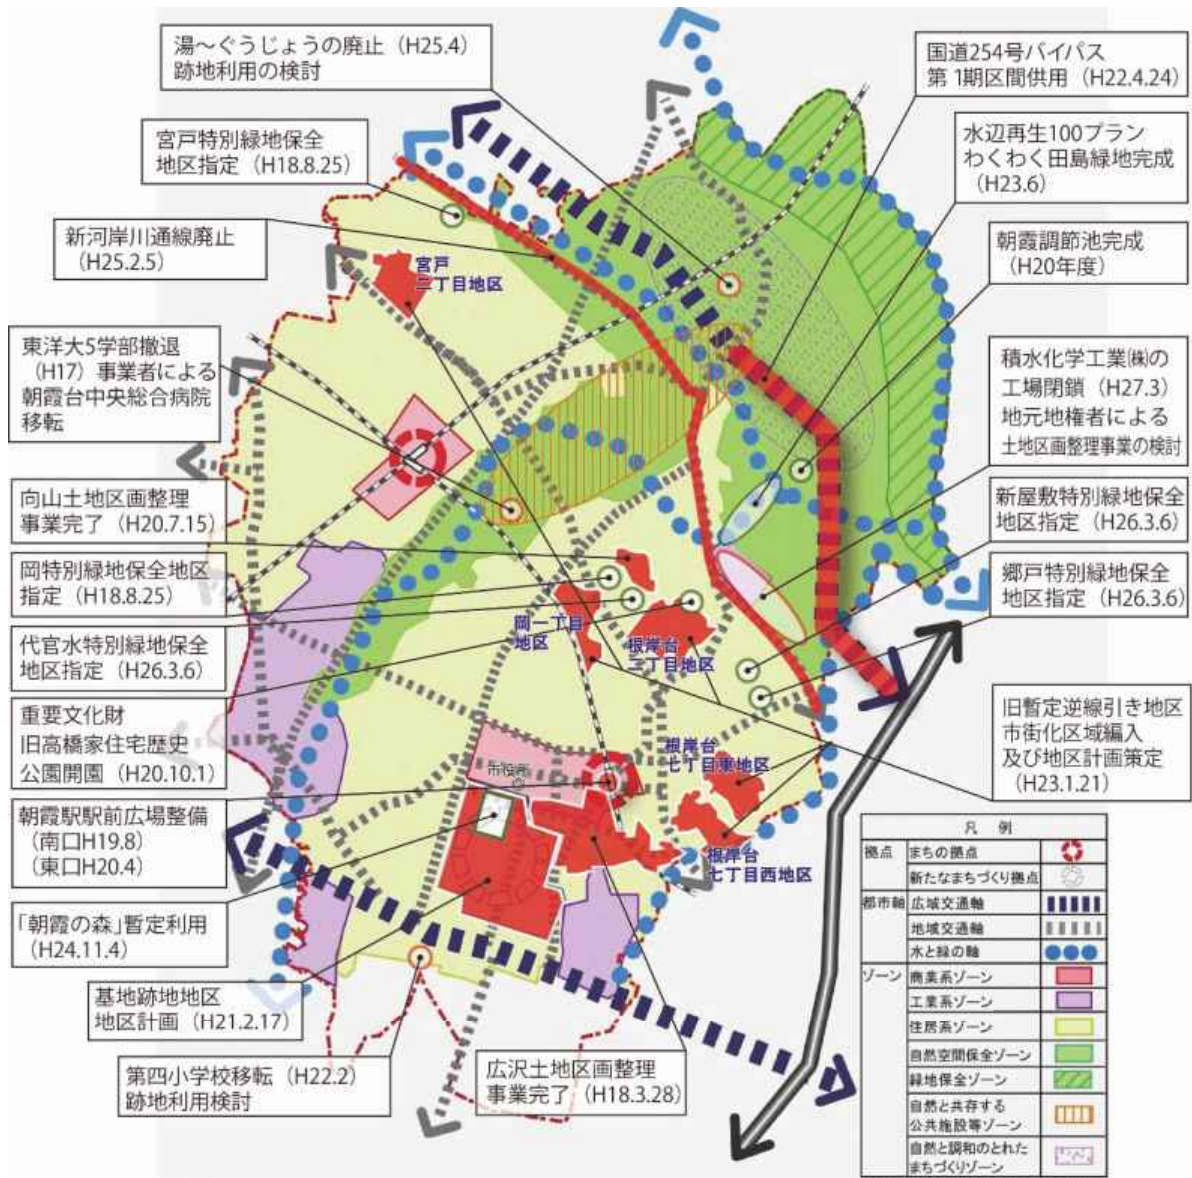 湯～ぐうじょうの廃止（H25.4）
跡地利用の検討
国道254号バイパス
第1期区間供用（H22.4.24）
宮戸特別緑地保全
地区指定（H18.8.25）
水辺再生100プラン
わくわく田島緑地完成
（H23.6）
新河岸川通線廃止
（H25.2.5）
朝霞調節池完成
（H20年度）
宮戸
二丁目地区
東洋大5学部撤退
（H17）事業者による
朝霞台中央総合病院
移転
積水化学工業㈱の
工場閉鎖（H27.3）
地元地権者による
土地区画整理事業の検討
向山土地区画整理
事業完了（H20.7.15）
新屋敷特別緑地保全
地区指定（H26.3.6）
岡特別緑地保全地区
指定（H18.8.25）
郷戸特別緑地保全
地区指定（H26.3.6）
代官水特別緑地保全
地区指定（H26.3.6）
岡一丁目
地区
根岸台
二丁目地区
重要文化財
旧高橋家住宅歴史
公園開園（H20.10.1）
旧暫定逆線引き地区
市街化区域編入
及び地区計画策定
（H23.1.21）
根岸台
七丁目東地区
市役所
朝霞駅駅前広場整備
（南口H19.8）
（東口H20.4）
根岸台
七丁目西地区
「朝霞の森」暫定利用
（H24.11.4）
基地跡地地区
地区計画（H21.2.17）
第四小学校移転（H22.2）
跡地利用検討
広沢土地区画整理
事業完了（H18.3.28）
凡 例
拠点 まちの拠点
新たなまちづくり拠点
都市軸 広域交通軸
地域交通軸
水と緑の軸
ゾーン 商業系ゾーン
工業系ゾーン
住居系ゾーン
自然空間保全ゾーン
緑地保全ゾーン
自然と共存する
公共施設等ゾーン
自然と調和のとれた
まちづくりゾーン